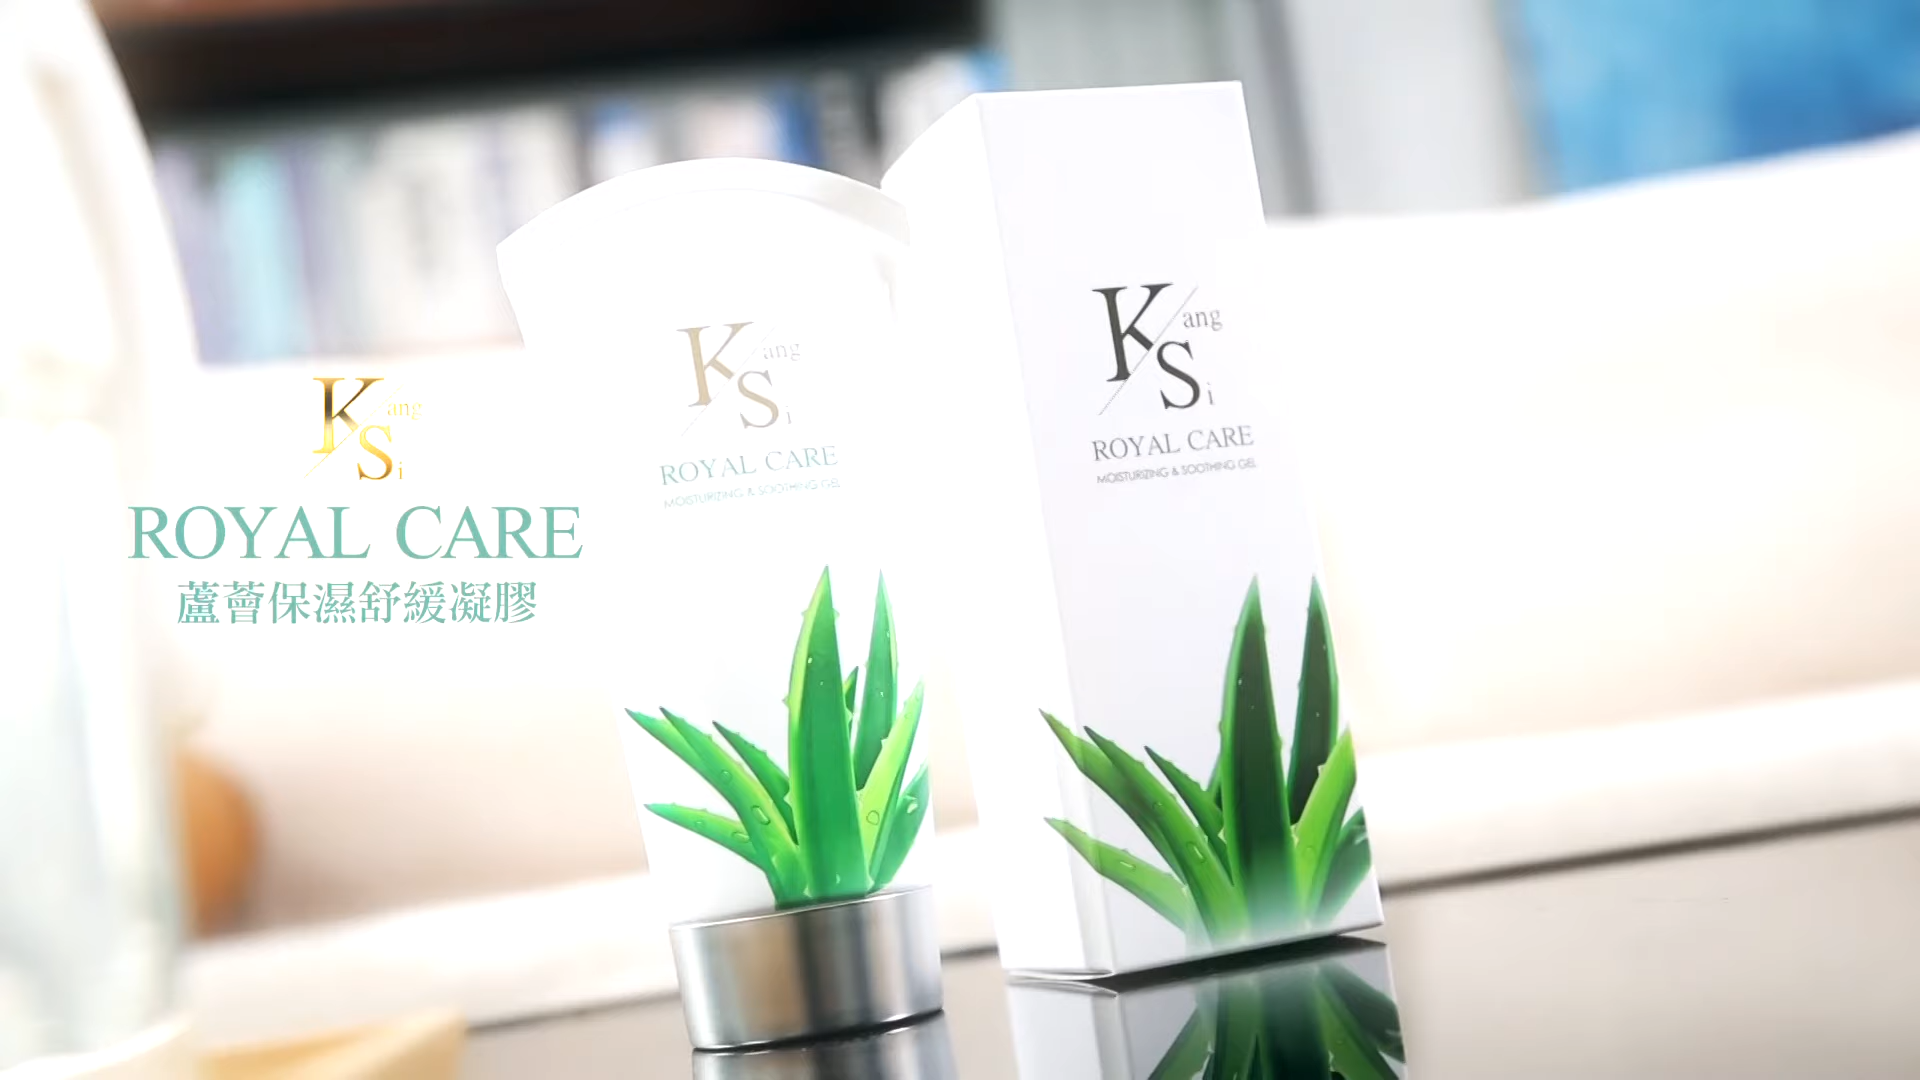 Kang
Si
ROYAL CARE
蘆薈保濕舒緩凝膠
Kang
Si
ROYAL CARE
MOISTURIZING & SOOTHING GEL
Kang
Si
ROYAL CARE
MOISTURIZING & SOOTHING GEL